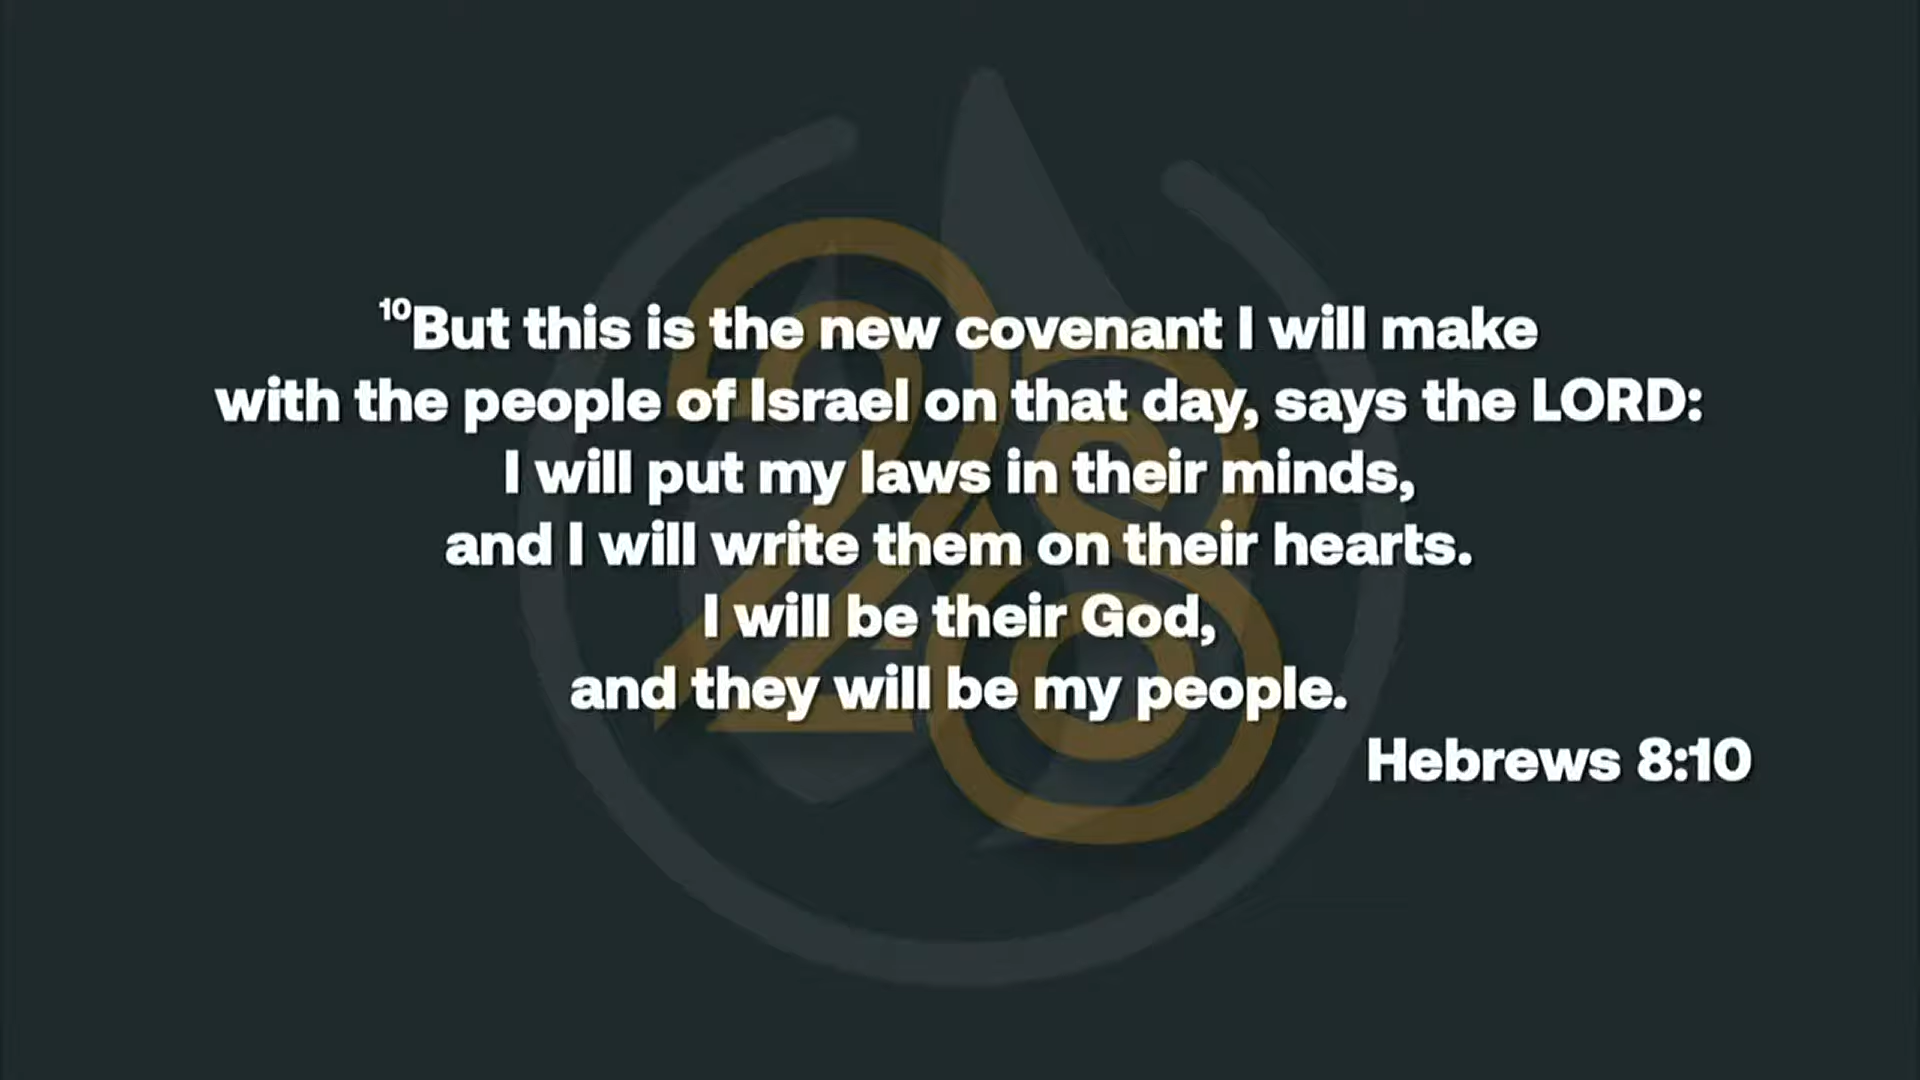 ¹⁰But this is the new covenant I will make
with the people of Israel on that day, says the LORD:
I will put my laws in their minds,
and I will write them on their hearts.
I will be their God,
and they will be my people.
Hebrews 8:10
28